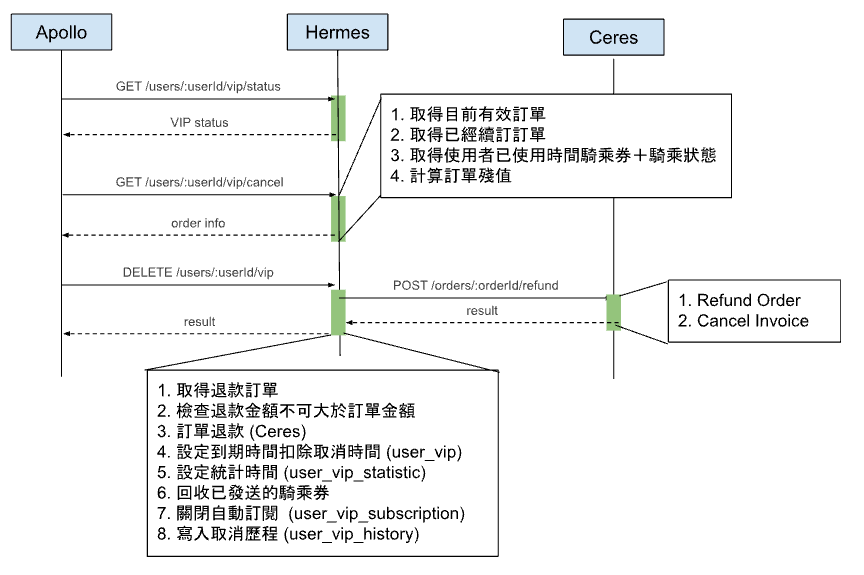 Apollo
Hermes
Ceres
GET /users/:userId/vip/status
VIP status
1. 取得目前有效訂單
2. 取得已經續訂訂單
3. 取得使用者已使用時間騎乘券＋騎乘狀態
4. 計算訂單殘值
GET /users/:userId/vip/cancel
order info
DELETE /users/:userId/vip
POST /orders/:orderId/refund
1. Refund Order
2. Cancel Invoice
result
result
1. 取得退款訂單
2. 檢查退款金額不可大於訂單金額
3. 訂單退款 (Ceres)
4. 設定到期時間扣除取消時間 (user_vip)
5. 設定統計時間 (user_vip_statistic)
6. 回收已發送的騎乘券
7. 關閉自動訂閱 (user_vip_subscription)
8. 寫入取消歷程 (user_vip_history)